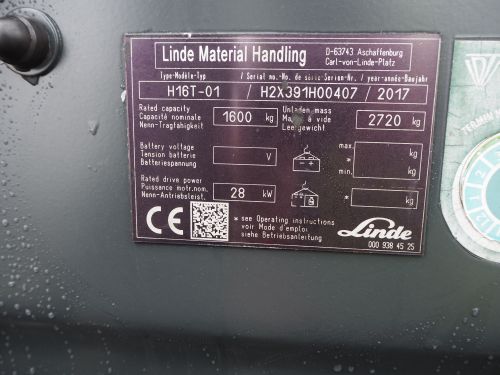 Linde Material Handling
D-63743 Aschaffenburg
Carl-von-Linde-Platz
Type-Modèle-Typ / Serial no.-No. de série-Serien-Nr. / year-année-Baujahr
H16T-01 / H2X391H00407 / 2017
Rated capacity
Capacité nominale
Nenn-Tragfähigkeit
1600 kg
Unladen mass
à vide
Leergewicht
2720 kg
Battery voltage
Tension batterie
Batteriespannung
V
max.
* kg
min.
* kg
Rated drive power
Puissance motr.nom.
Nenn-Antriebsleist.
28 kW
* kg
CE
* see Operating instructions
voir Mode d'emploi
siehe Betriebsanleitung
Linde
000 938 45 25
TERMIN